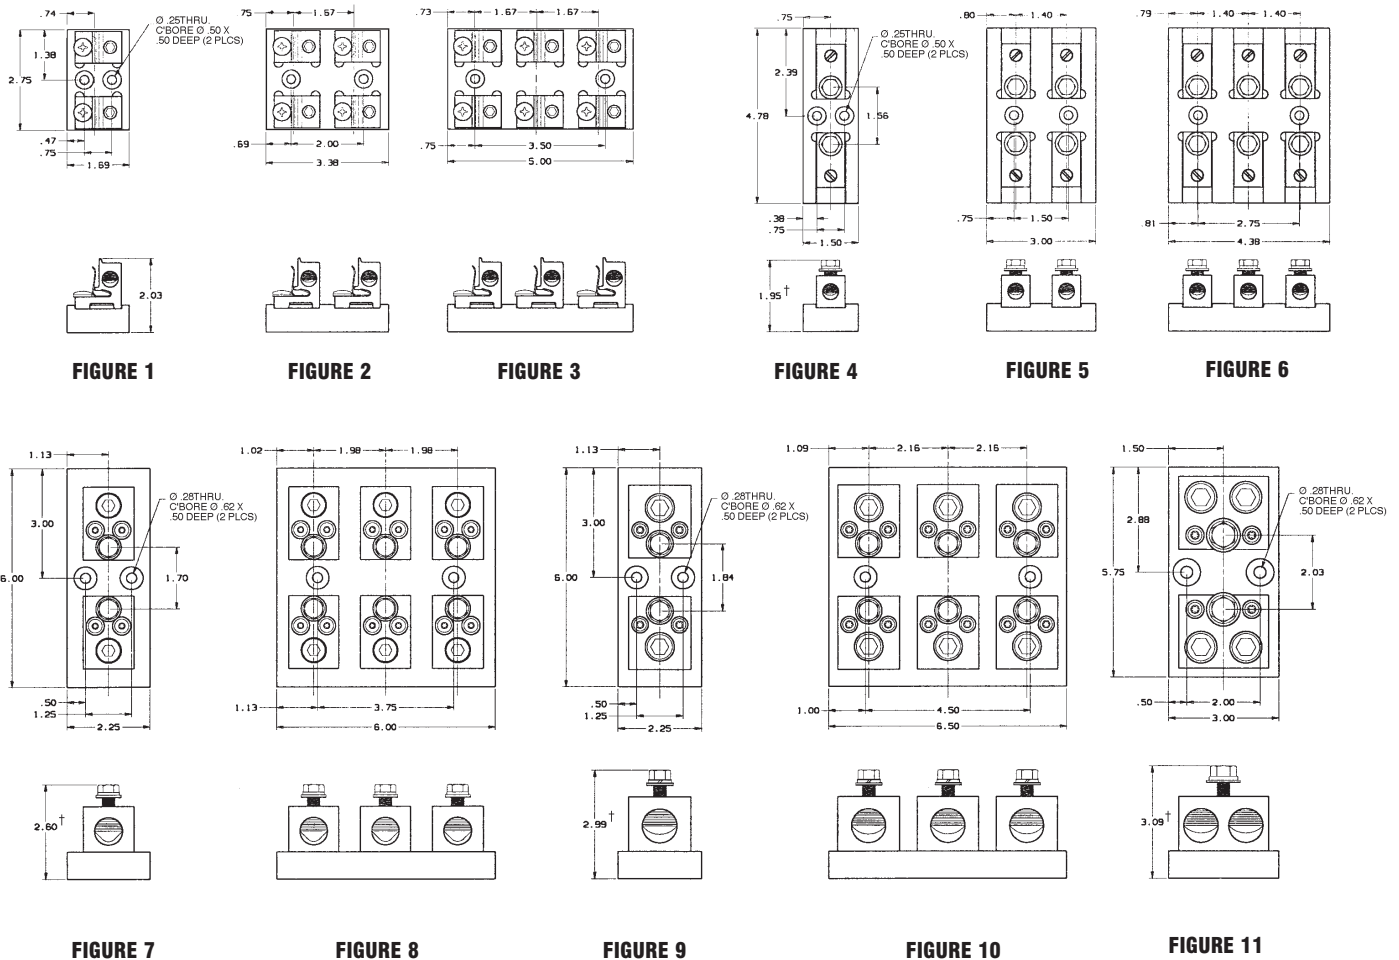 .74
Ø .25THRU.
C'BORE Ø .50 X
.50 DEEP (2 PLCS)
1.38
2.75
.47
.75
1.69
2.03
FIGURE 1
.75
1.67
.69
2.00
3.38
FIGURE 2
.73
1.67
1.67
.75
3.50
5.00
FIGURE 3
.75
Ø .25THRU.
C'BORE Ø .50 X
.50 DEEP (2 PLCS)
2.39
4.78
1.56
.38
.75
1.50
1.95 †
FIGURE 4
.80
1.40
.75
1.50
3.00
FIGURE 5
.79
1.40
1.40
.81
2.75
4.38
FIGURE 6
1.13
3.00
Ø .28THRU.
C'BORE Ø .62 X
.50 DEEP (2 PLCS)
6.00
1.70
.50
1.25
2.25
2.60 †
FIGURE 7
1.02
1.98
1.98
1.13
3.75
6.00
FIGURE 8
1.13
3.00
Ø .28THRU.
C'BORE Ø .62 X
.50 DEEP (2 PLCS)
6.00
1.84
.50
1.25
2.25
2.99 †
FIGURE 9
1.09
2.16
2.16
1.00
4.50
6.50
FIGURE 10
1.50
Ø .28THRU.
C'BORE Ø .62 X
.50 DEEP (2 PLCS)
2.88
5.75
2.03
.50
2.00
3.00
3.09 †
FIGURE 11